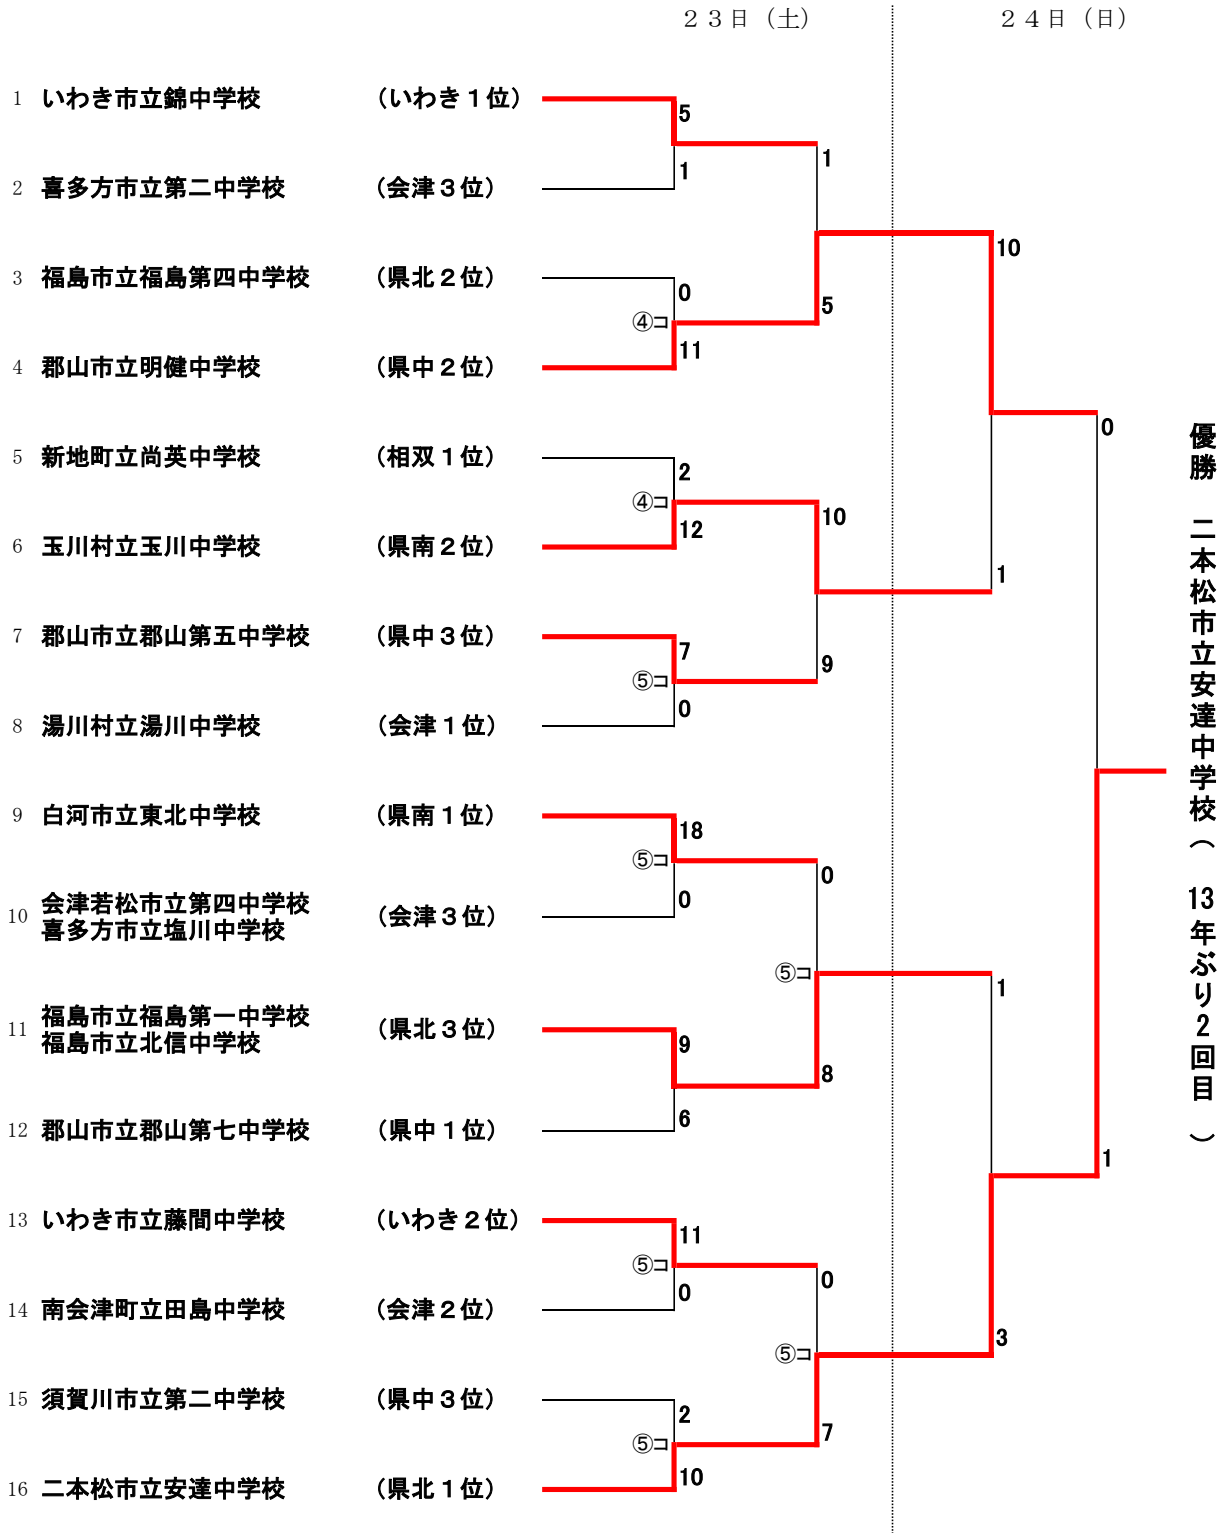 ２３日（土）
２４日（日）
1 いわき市立錦中学校 （いわき１位）
5
1
1
2 喜多方市立第二中学校 （会津３位）
10
3 福島市立福島第四中学校 （県北２位）
0
5
④コ
11
4 郡山市立明健中学校 （県中２位）
0
5 新地町立尚英中学校 （相双１位）
2
④コ
10
12
6 玉川村立玉川中学校 （県南２位）
1
7 郡山市立郡山第五中学校 （県中３位）
7
9
⑤コ
0
8 湯川村立湯川中学校 （会津１位）
9 白河市立東北中学校 （県南１位）
18
⑤コ
0
0
10 会津若松市立第四中学校
喜多方市立塩川中学校 （会津３位）
⑤コ
1
11 福島市立福島第一中学校
福島市立北信中学校 （県北３位）
9
8
6
12 郡山市立郡山第七中学校 （県中１位）
1
13 いわき市立藤間中学校 （いわき２位）
11
⑤コ
0
0
14 南会津町立田島中学校 （会津２位）
3
⑤コ
15 須賀川市立第二中学校 （県中３位）
2
7
⑤コ
10
16 二本松市立安達中学校 （県北１位）
優勝 二本松市立安達中学校（ 13年ぶり2回目 ）